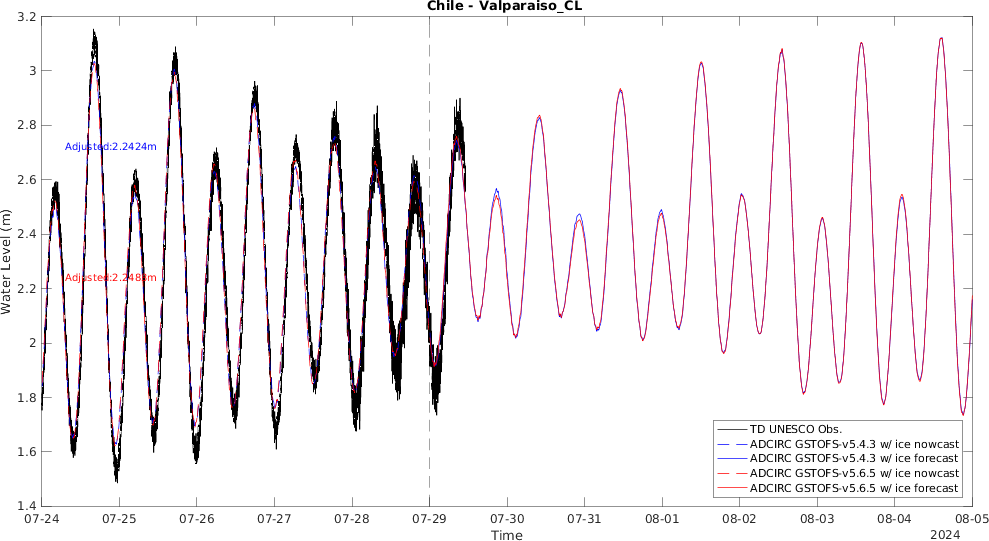 Chile - Valparaiso_CL
3.2
3
2.8
2.6
2.4
2.2
2
1.8
1.6
1.4
Water Level (m)
Adjusted:2.2424m
Adjusted:2.2488m
TD UNESCO Obs.
ADCIRC GSTOFS-v5.4.3 w/ ice nowcast
ADCIRC GSTOFS-v5.4.3 w/ ice forecast
ADCIRC GSTOFS-v5.6.5 w/ ice nowcast
ADCIRC GSTOFS-v5.6.5 w/ ice forecast
07-24 07-25 07-26 07-27 07-28 07-29 07-30 07-31 08-01 08-02 08-03 08-04 08-05
Time
2024